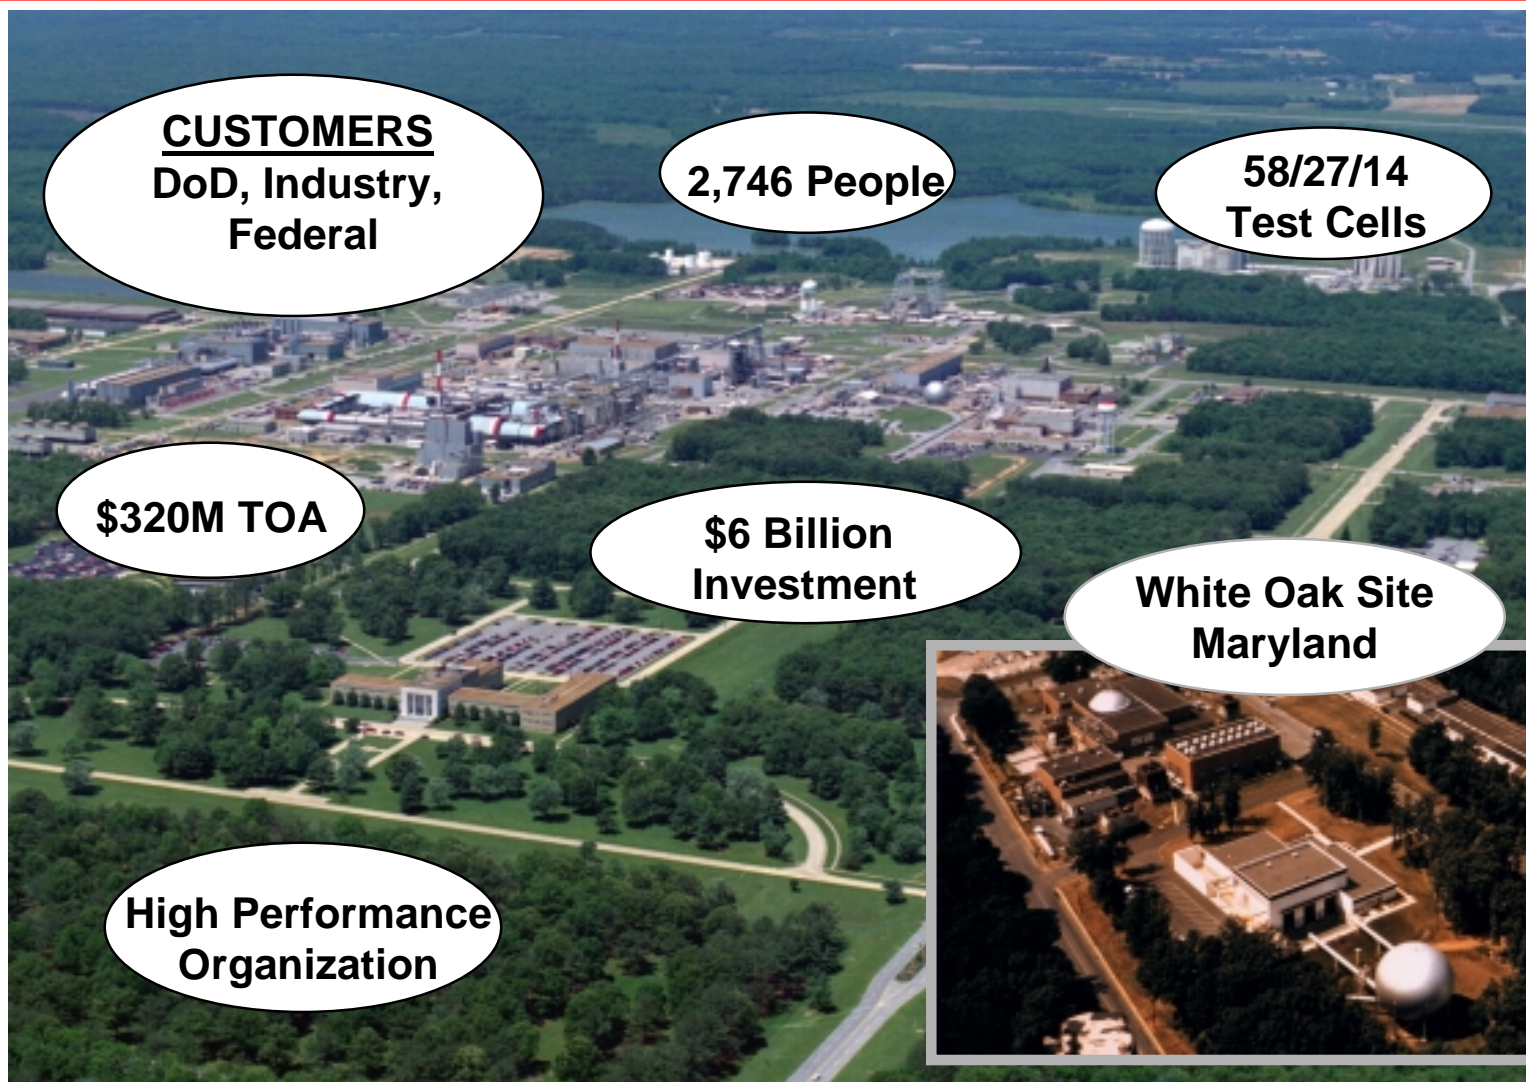 CUSTOMERS
DoD, Industry,
Federal
2,746 People
58/27/14
Test Cells
$320M TOA
$6 Billion
Investment
White Oak Site
Maryland
High Performance
Organization